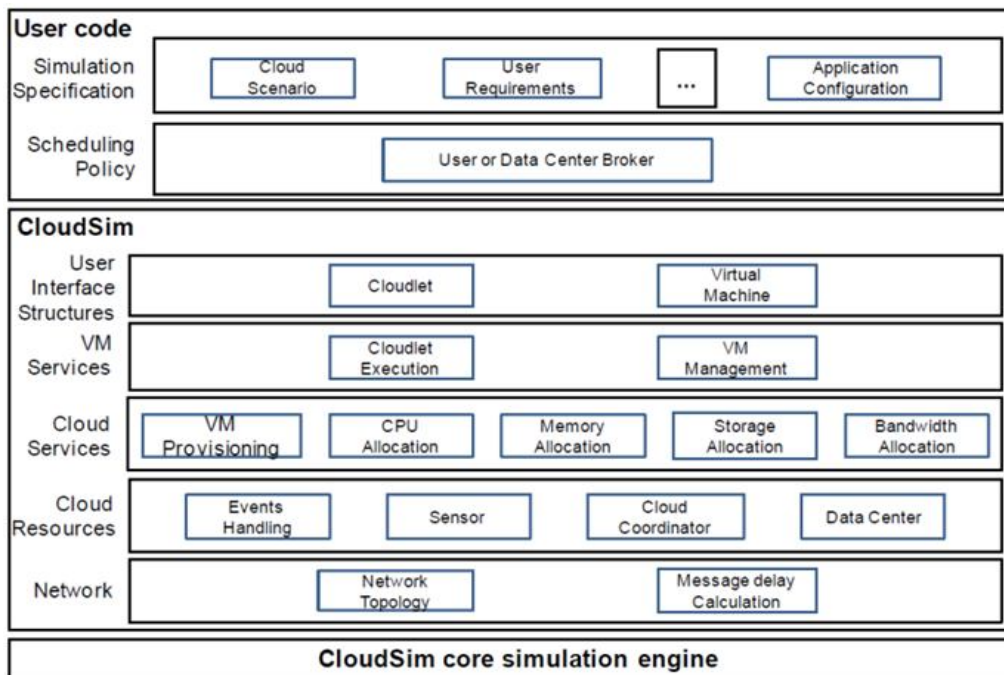 User code
Simulation
Specification
Cloud
Scenario
User
Requirements
...
Application
Configuration
Scheduling
Policy
User or Data Center Broker
CloudSim
User
Interface
Structures
Cloudlet
Virtual
Machine
VM
Services
Cloudlet
Execution
VM
Management
Cloud
Services
VM
Provisioning
CPU
Allocation
Memory
Allocation
Storage
Allocation
Bandwidth
Allocation
Cloud
Resources
Events
Handling
Sensor
Cloud
Coordinator
Data Center
Network
Network
Topology
Message delay
Calculation
CloudSim core simulation engine